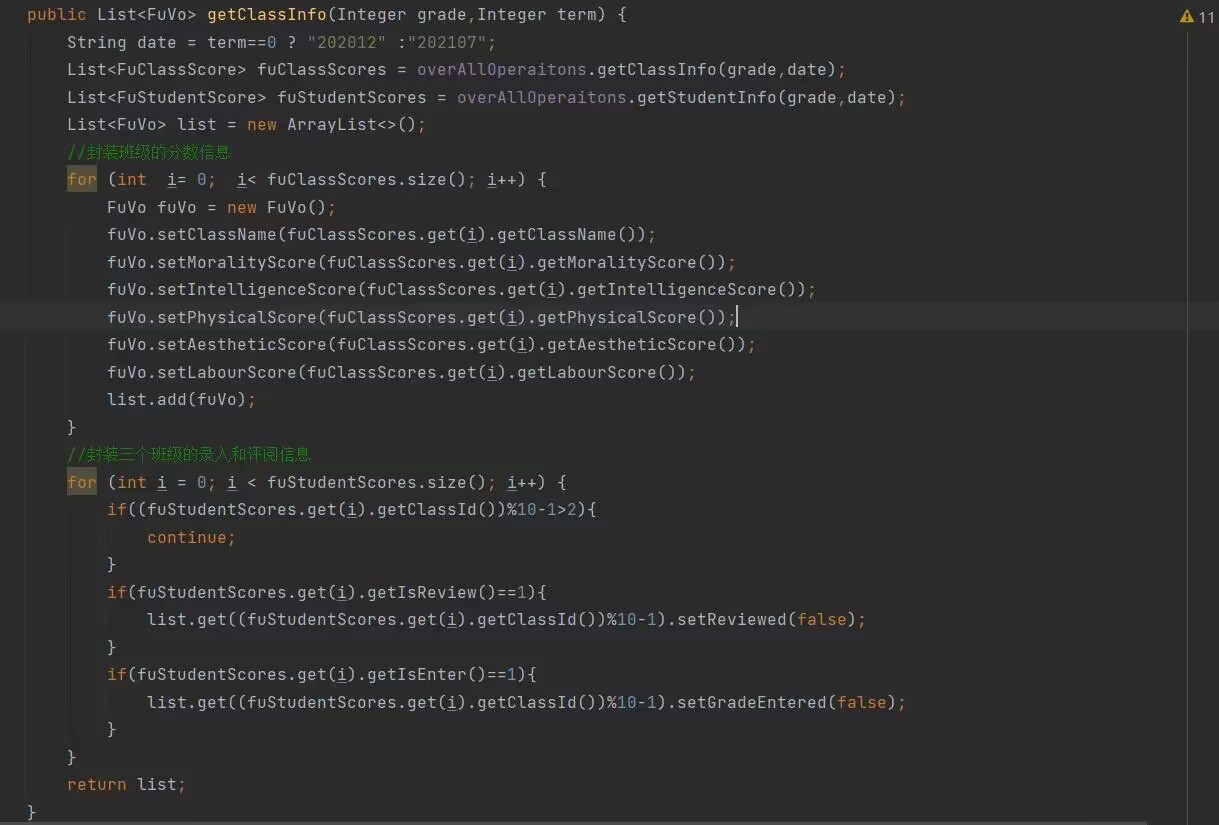 public List<FuVo> getClassInfo(Integer grade,Integer term) {
String date = term==0 ? "202012" :"202107";
List<FuClassScore> fuClassScores = overAllOperaitons.getClassInfo(grade,date);
List<FuStudentScore> fuStudentScores = overAllOperaitons.getStudentInfo(grade,date);
List<FuVo> list = new ArrayList<>();
//封装班级的分数信息
for (int  i= 0;  i< fuClassScores.size(); i++) {
FuVo fuVo = new FuVo();
fuVo.setClassName(fuClassScores.get(i).getClassName());
fuVo.setMoralityScore(fuClassScores.get(i).getMoralityScore());
fuVo.setIntelligenceScore(fuClassScores.get(i).getIntelligenceScore());
fuVo.setPhysicalScore(fuClassScores.get(i).getPhysicalScore());
fuVo.setAestheticScore(fuClassScores.get(i).getAestheticScore());
fuVo.setLabourScore(fuClassScores.get(i).getLabourScore());
list.add(fuVo);
}
//封装三个班级的录入和评阅信息
for (int i = 0; i < fuStudentScores.size(); i++) {
if((fuStudentScores.get(i).getClassId())%10-1>2){
continue;
}
if(fuStudentScores.get(i).getIsReview()==1){
list.get((fuStudentScores.get(i).getClassId())%10-1).setReviewed(false);
}
if(fuStudentScores.get(i).getIsEnter()==1){
list.get((fuStudentScores.get(i).getClassId())%10-1).setGradeEntered(false);
}
}
return list;
}
11